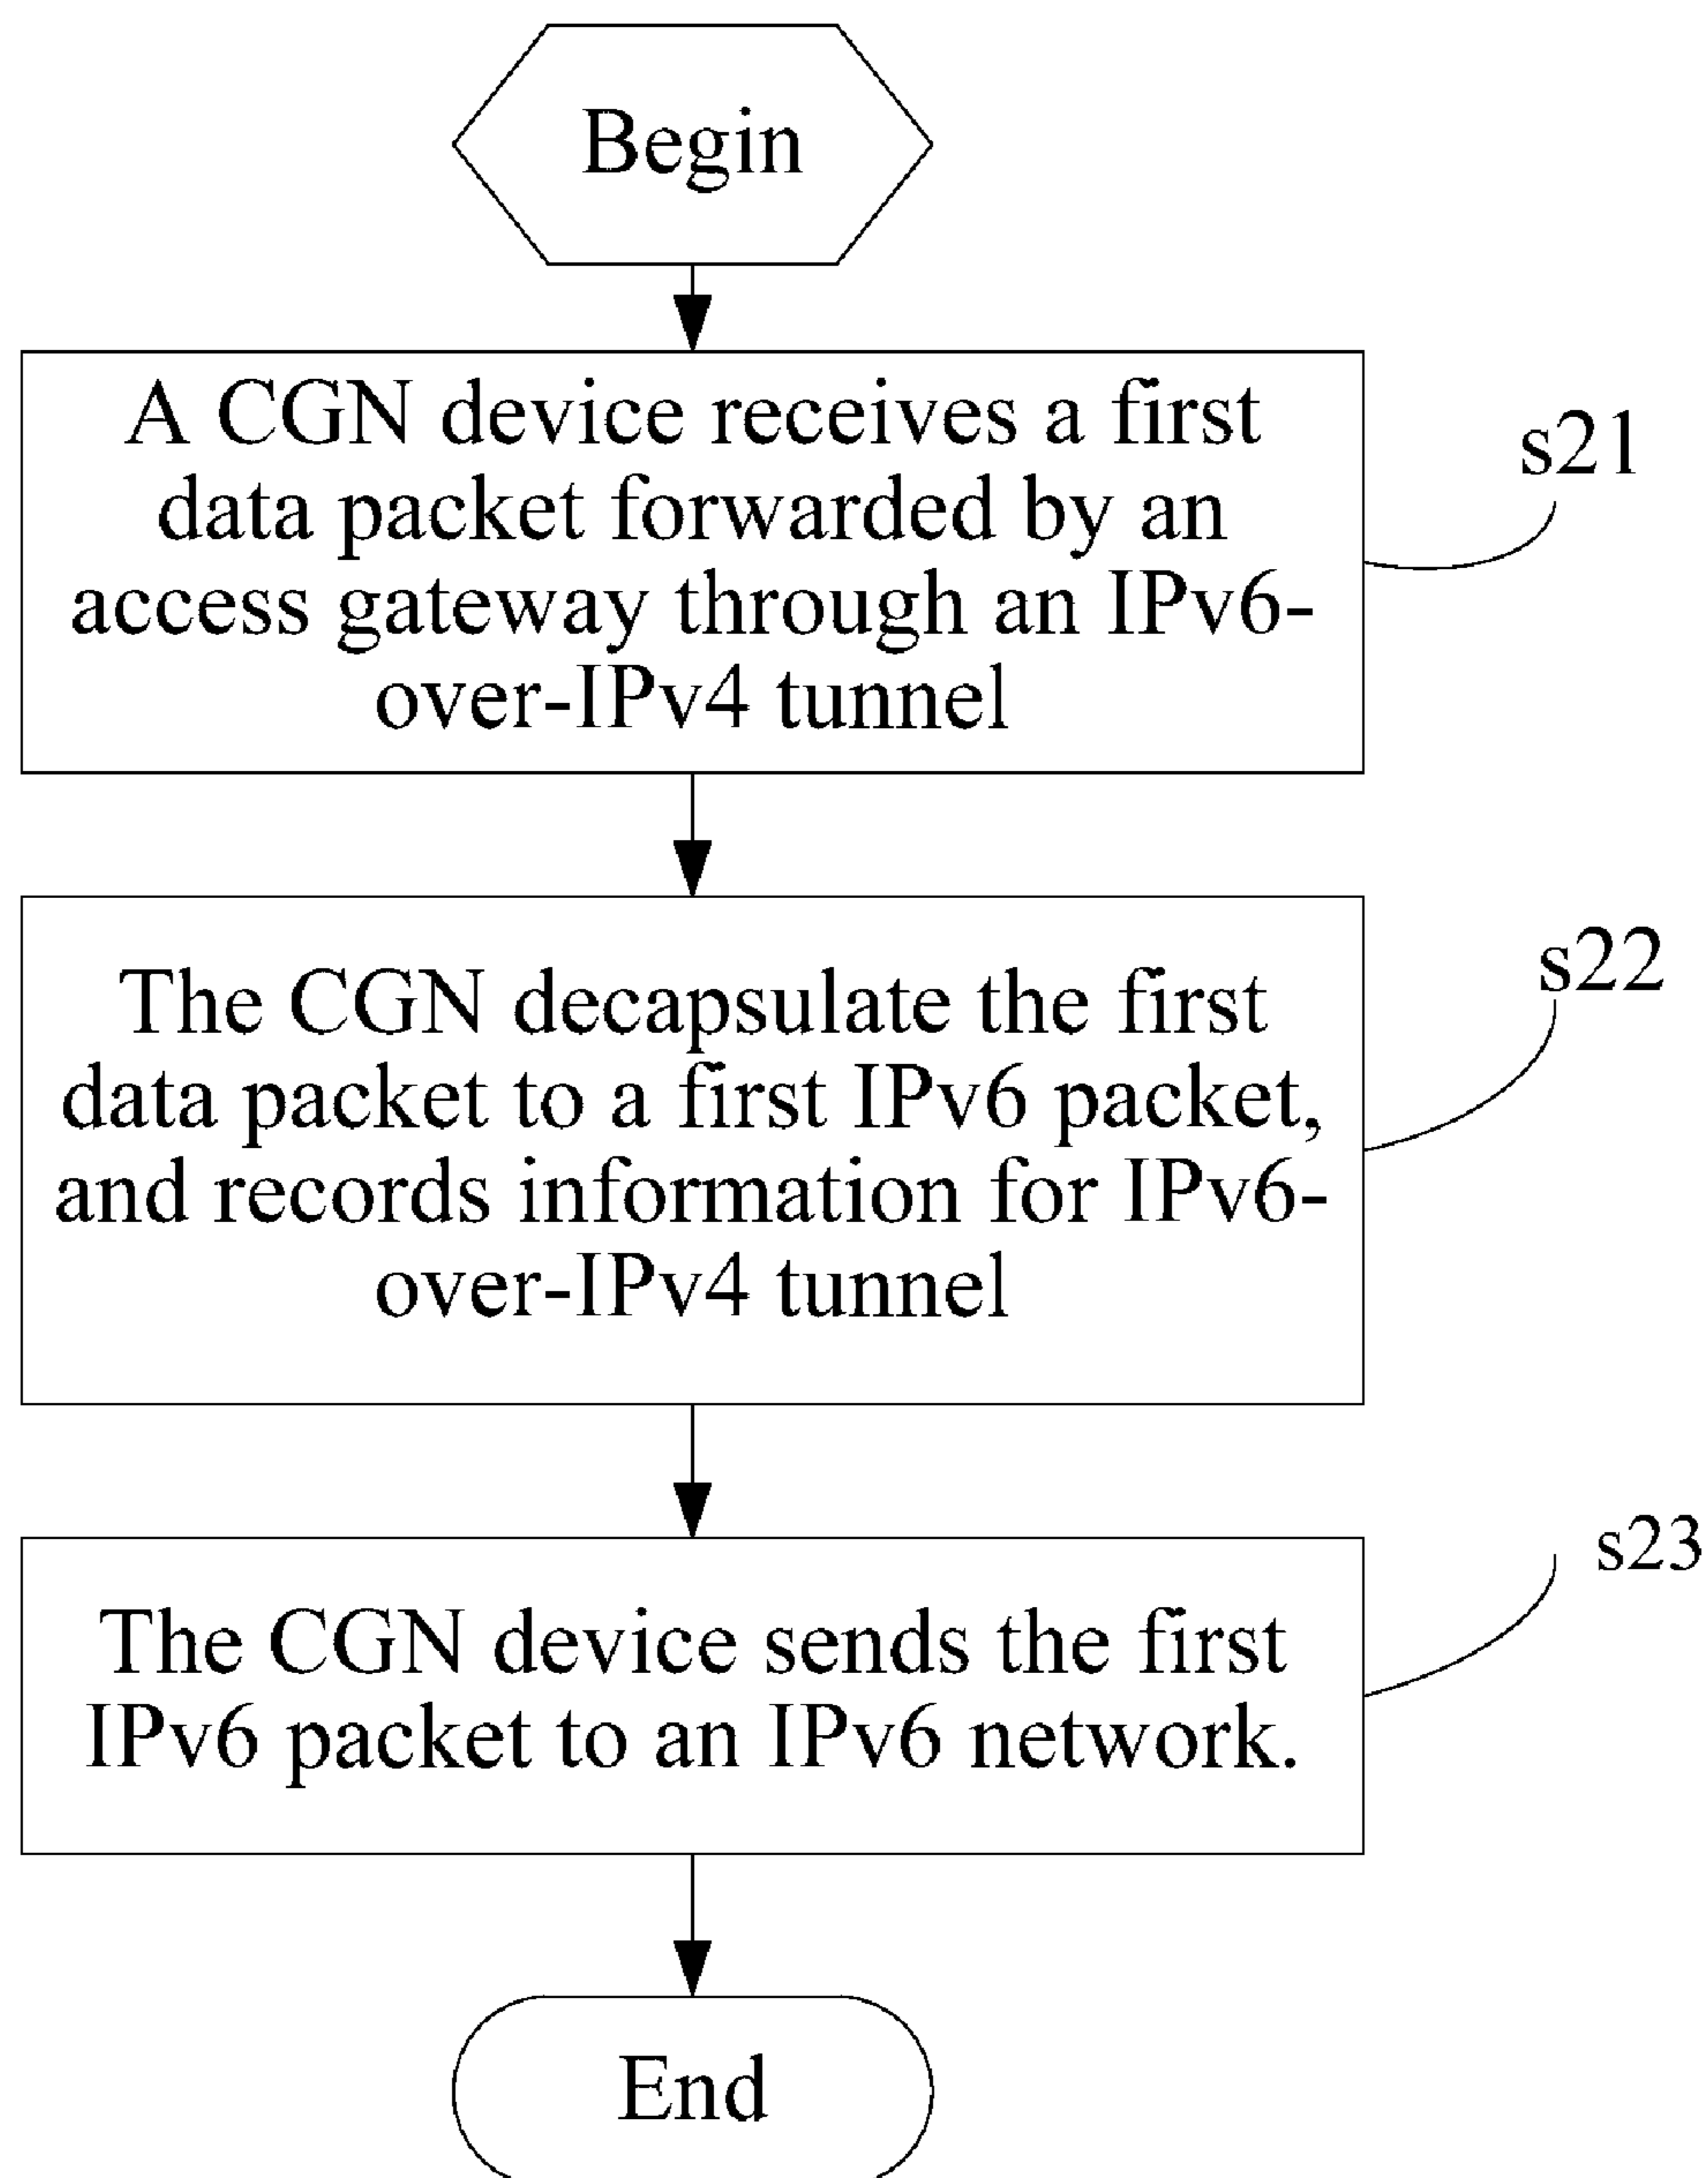 Begin
A CGN device receives a first
data packet forwarded by an
access gateway through an IPv6-
over-IPv4 tunnel
s21
The CGN decapsulate the first
data packet to a first IPv6 packet,
and records information for IPv6-
over-IPv4 tunnel
s22
The CGN device sends the first
IPv6 packet to an IPv6 network.
s23
End